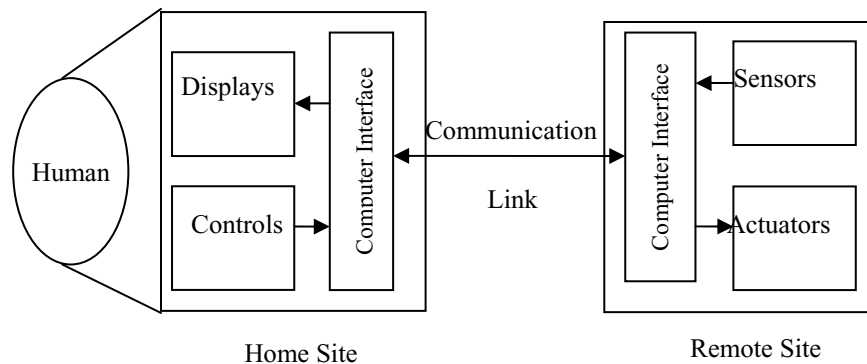 Human
Displays
Controls
Computer Interface
Communication
Link
Computer Interface
Sensors
Actuators
Home Site
Remote Site